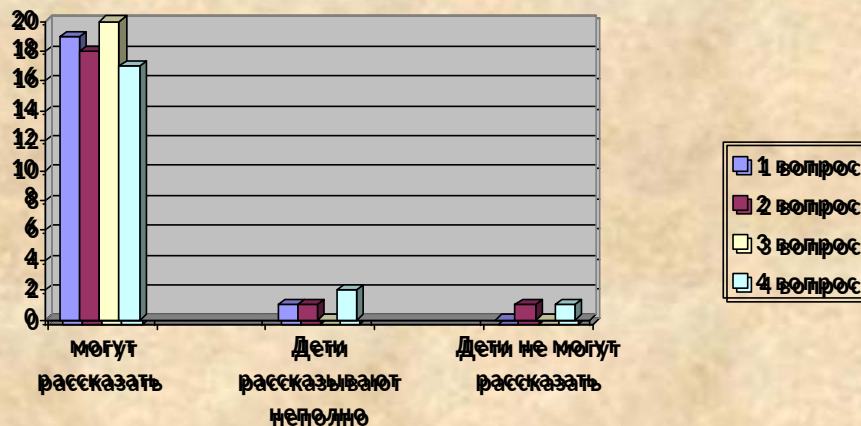 20
18
16
14
12
10
8
6
4
2
0
могут
рассказать
Дети
рассказывают
неполно
Дети не могут
рассказать
1 вопрос
2 вопрос
3 вопрос
4 вопрос